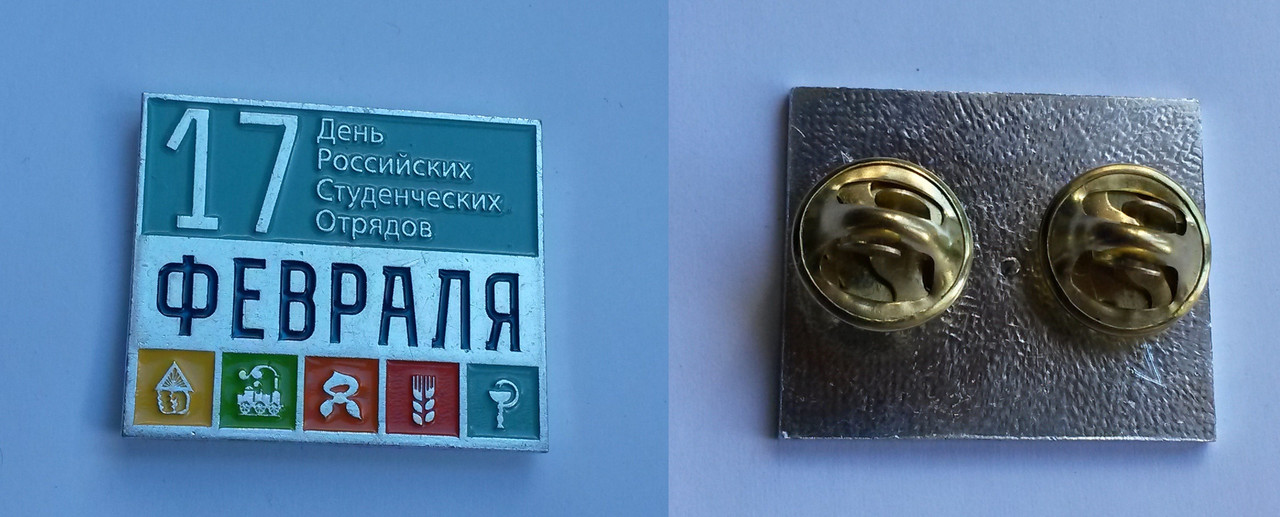 17
День
Российских
Студенческих
Отрядов
ФЕВРАЛЯ